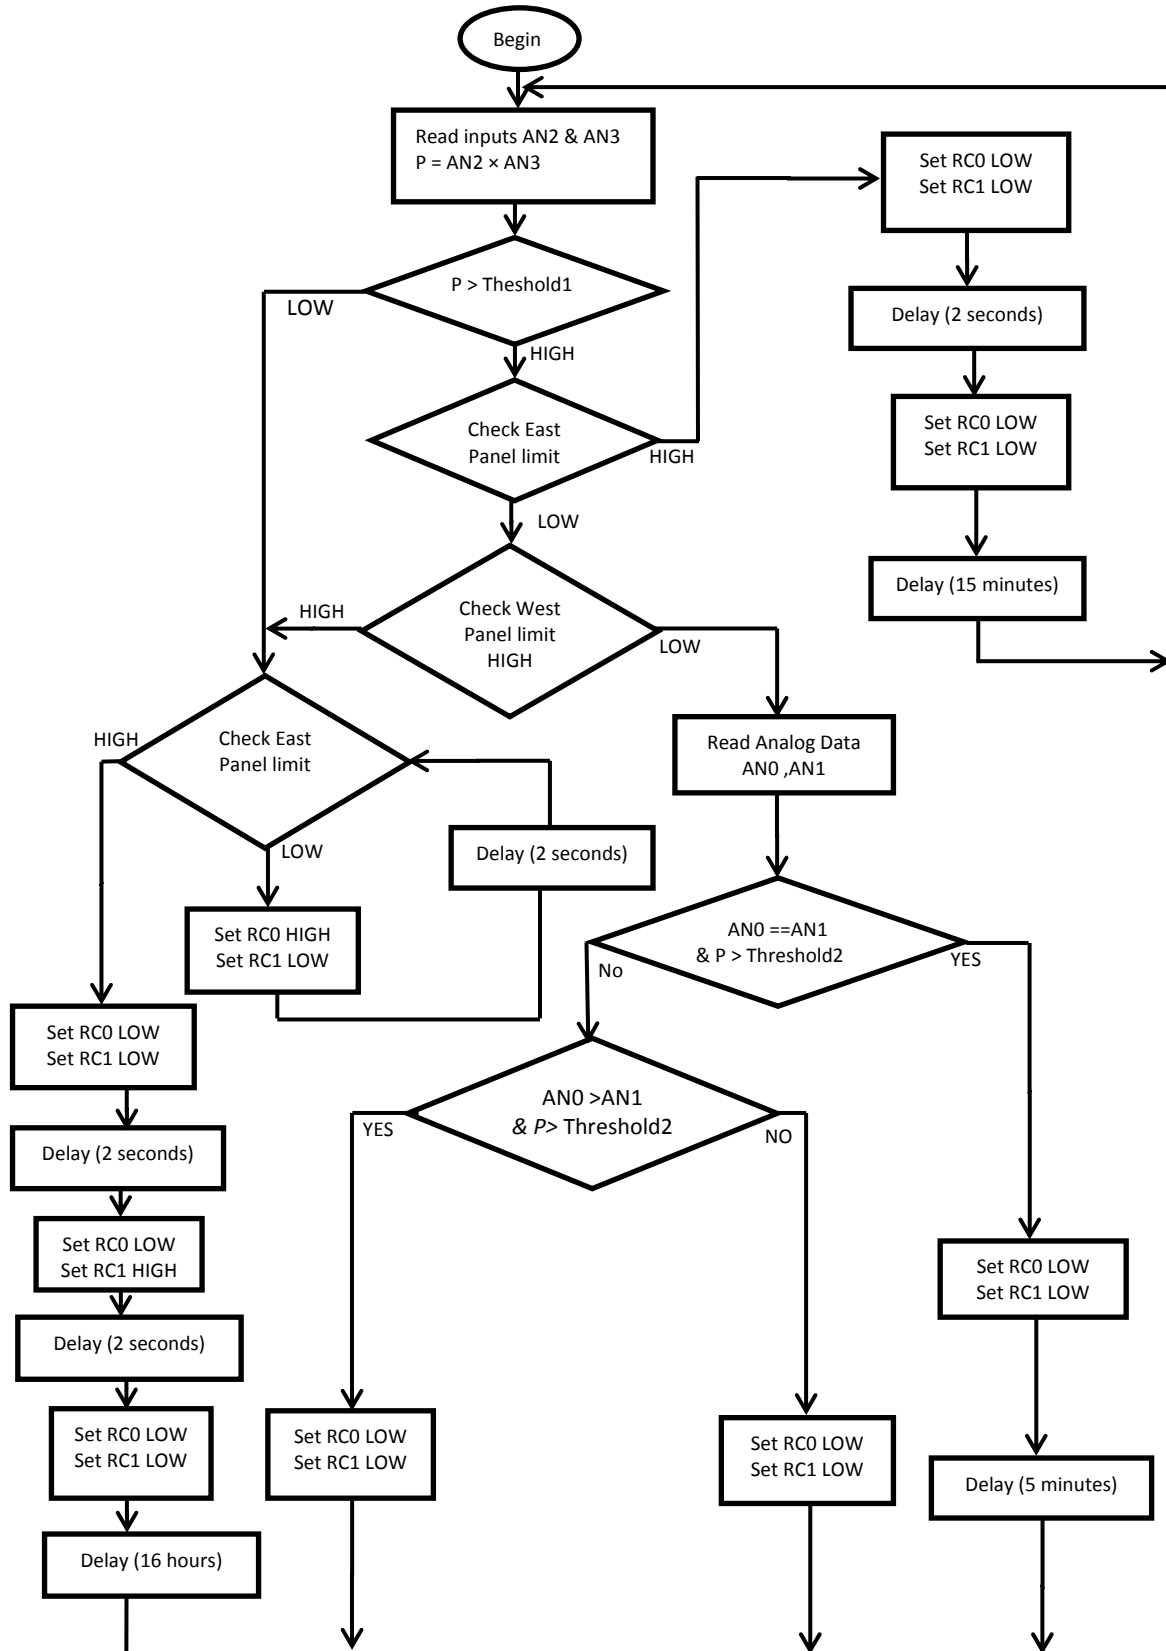 Begin
Read inputs AN2 & AN3
P = AN2 × AN3
Set RC0 LOW
Set RC1 LOW
P > Theshold1
LOW
HIGH
Delay (2 seconds)
Check East
Panel limit
HIGH
LOW
Set RC0 LOW
Set RC1 LOW
Check West
Panel limit
HIGH
HIGH
LOW
Delay (15 minutes)
Check East
Panel limit
HIGH
LOW
Read Analog Data
AN0 ,AN1
Delay (2 seconds)
Set RC0 HIGH
Set RC1 LOW
AN0 ==AN1
& P > Threshold2
No
YES
Set RC0 LOW
Set RC1 LOW
AN0 >AN1
& P> Threshold2
YES
NO
Delay (2 seconds)
Set RC0 LOW
Set RC1 HIGH
Set RC0 LOW
Set RC1 LOW
Delay (2 seconds)
Set RC0 LOW
Set RC1 LOW
Set RC0 LOW
Set RC1 LOW
Set RC0 LOW
Set RC1 LOW
Delay (5 minutes)
Delay (16 hours)